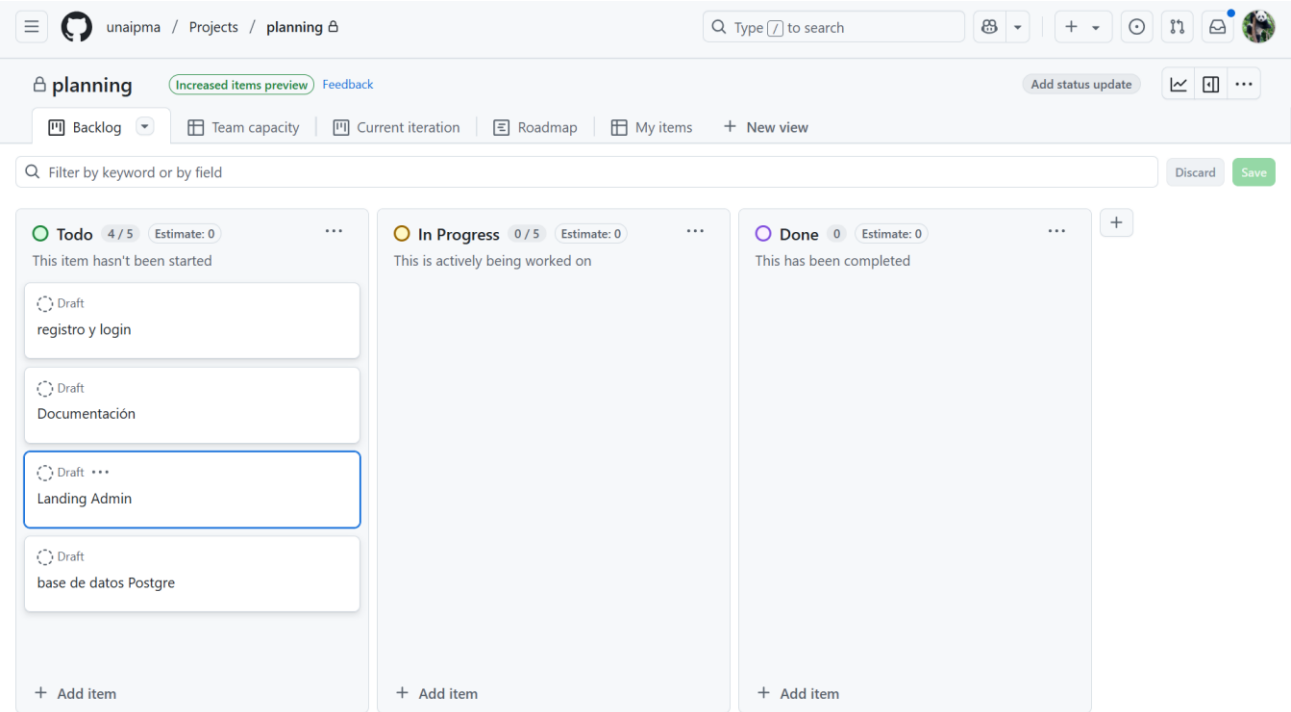 unaipma / Projects / planning
Type / to search
planning Increased items preview Feedback Add status update
Backlog Team capacity Current iteration Roadmap My items + New view
Filter by keyword or by field Discard Save
Todo 4 / 5 Estimate: 0
This item hasn't been started
Draft
registro y login
Draft
Documentación
Draft ...
Landing Admin
Draft
base de datos Postgre
+ Add item
In Progress 0 / 5 Estimate: 0
This is actively being worked on
+ Add item
Done 0 Estimate: 0
This has been completed
+ Add item